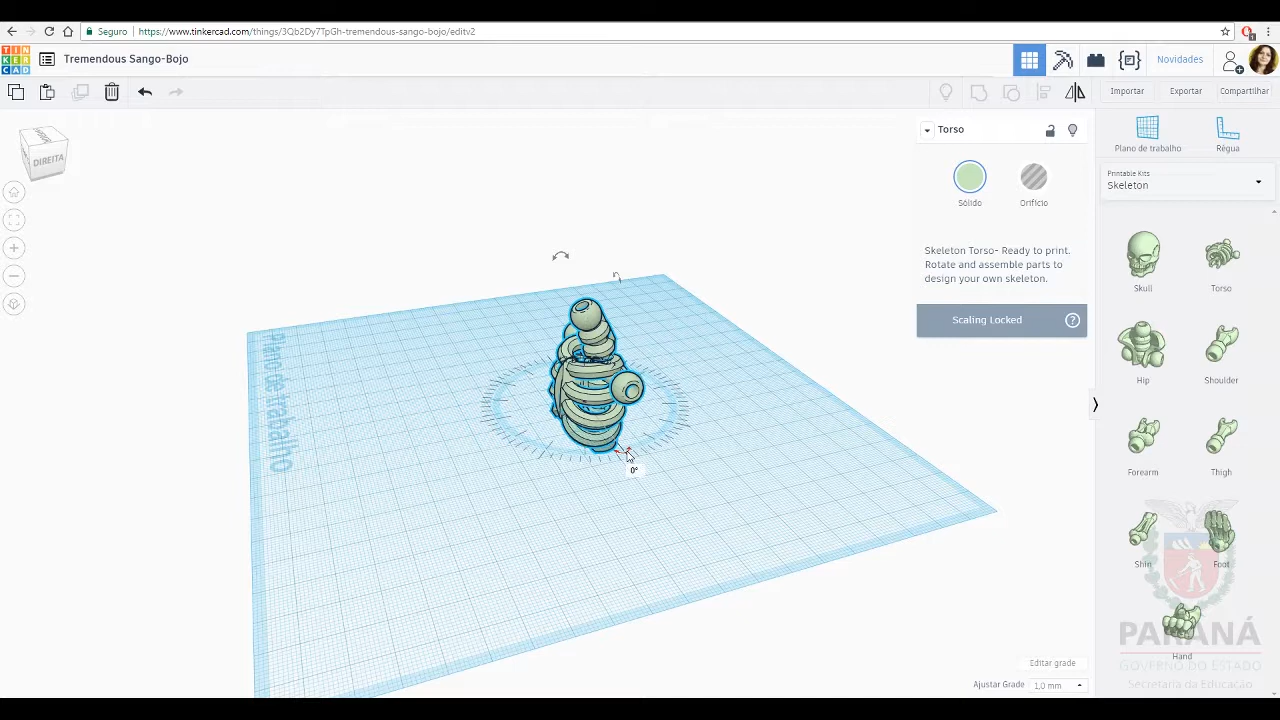 Seguro
https://www.tinkercad.com/things/3Qb2Dy7TpGh-tremendous-sango-bojo/editv2
TIN
KER
CAD
Tremendous Sango-Bojo
Novidades
Importar
Exportar
Compartilhar
DIREITA
Torso
Sólido
Orifício
Skeleton Torso- Ready to print.
Rotate and assemble parts to
design your own skeleton.
Scaling Locked
?
Plano de trabalho
Régua
Printable Kits
Skeleton
Skull
Torso
Hip
Shoulder
Forearm
Thigh
Shin
Foot
Hand
Plano de trabalho
0°
PARANÁ
GOVERNO DO ESTADO
Secretaria da Educação
Editar grade
Ajustar Grade
1,0 mm